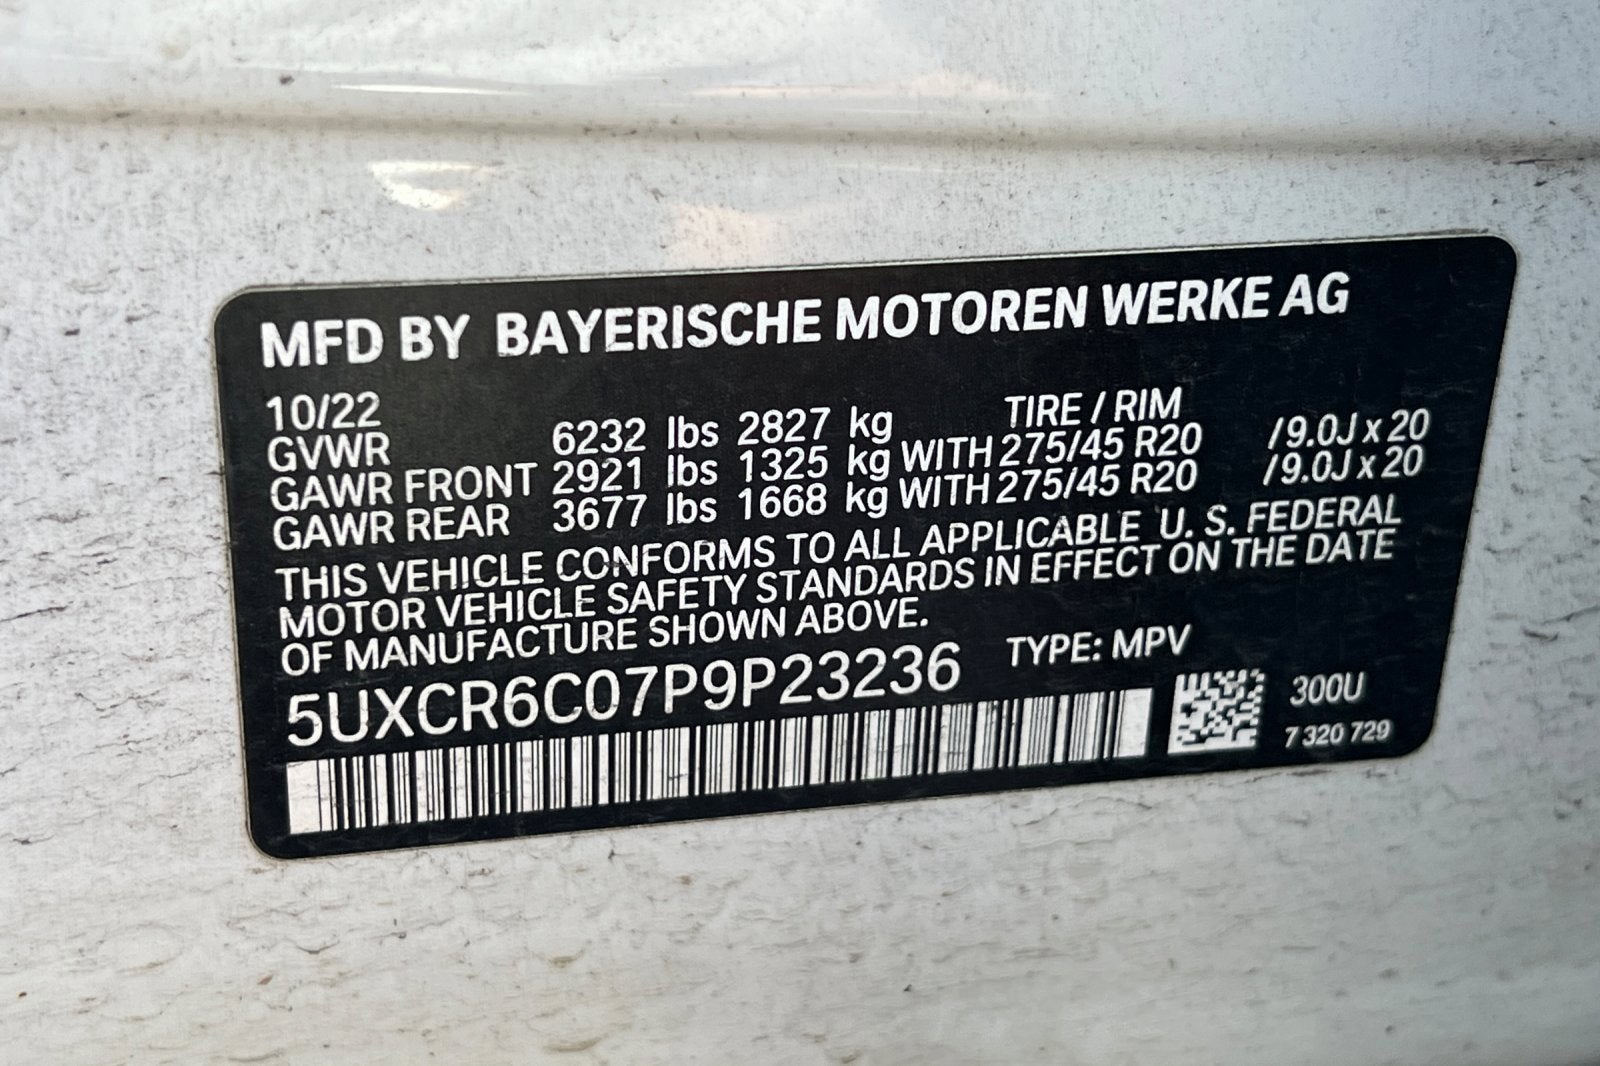 MFD BY BAYERISCHE MOTOREN WERKE AG
10/22 TIRE / RIM
GVWR 6232 lbs 2827 kg
GAWR FRONT 2921 lbs 1325 kg WITH 275/45 R20 /9.0J x 20
GAWR REAR 3677 lbs 1668 kg WITH 275/45 R20 /9.0J x 20
THIS VEHICLE CONFORMS TO ALL APPLICABLE U. S. FEDERAL
MOTOR VEHICLE SAFETY STANDARDS IN EFFECT ON THE DATE
OF MANUFACTURE SHOWN ABOVE.
5UXCR6C07P9P23236 TYPE: MPV
300U
7 320 729